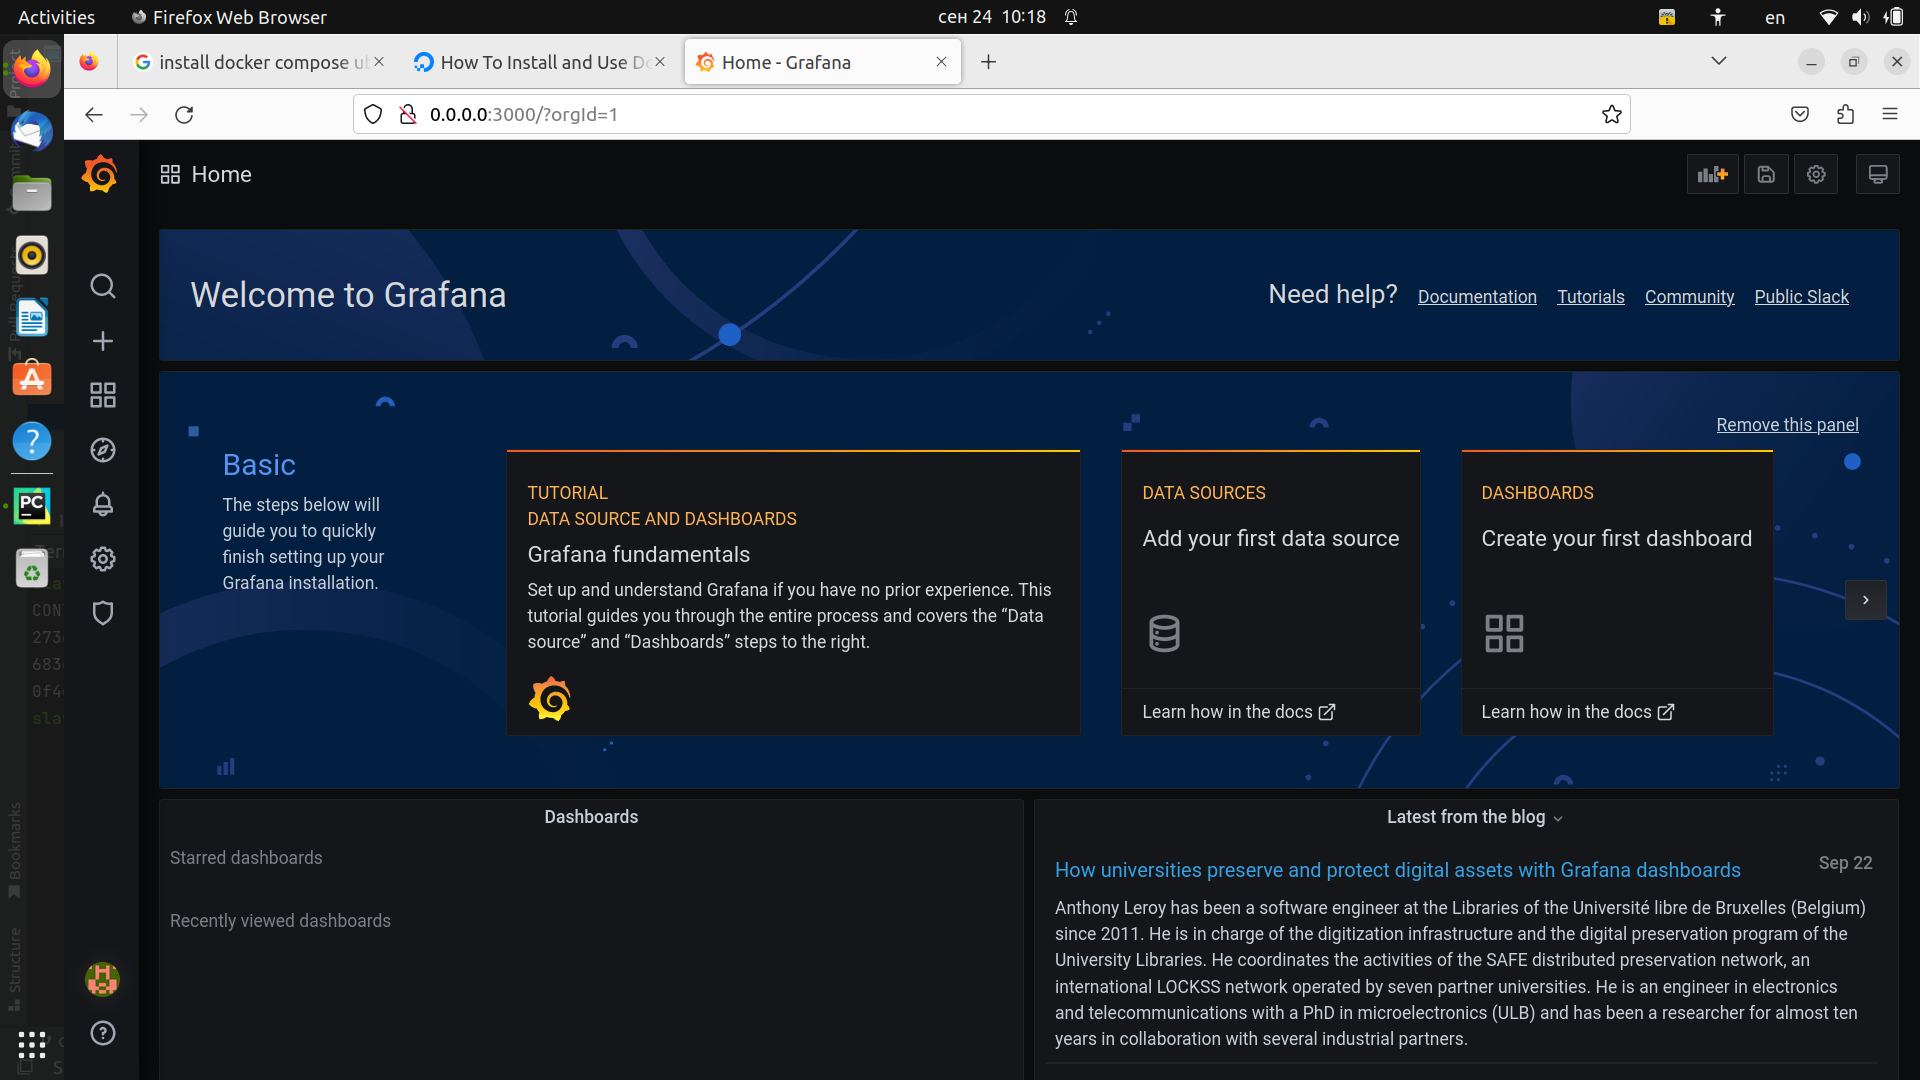 Activities
Firefox Web Browser
сен 24 10:18
en
install docker compose ub
How To Install and Use Do
Home - Grafana
0.0.0.0:3000/?orgId=1
Home
Welcome to Grafana
Need help?
Documentation
Tutorials
Community
Public Slack
Remove this panel
Basic
The steps below will
guide you to quickly
finish setting up your
Grafana installation.
TUTORIAL
DATA SOURCE AND DASHBOARDS
Grafana fundamentals
Set up and understand Grafana if you have no prior experience. This
tutorial guides you through the entire process and covers the “Data
source” and “Dashboards” steps to the right.
DATA SOURCES
Add your first data source
Learn how in the docs
DASHBOARDS
Create your first dashboard
Learn how in the docs
Dashboards
Starred dashboards
Recently viewed dashboards
Latest from the blog
How universities preserve and protect digital assets with Grafana dashboards
Sep 22
Anthony Leroy has been a software engineer at the Libraries of the Université libre de Bruxelles (Belgium)
since 2011. He is in charge of the digitization infrastructure and the digital preservation program of the
University Libraries. He coordinates the activities of the SAFE distributed preservation network, an
international LOCKSS network operated by seven partner universities. He is an engineer in electronics
and telecommunications with a PhD in microelectronics (ULB) and has been a researcher for almost ten
years in collaboration with several industrial partners.
PC
Project
Commit
Pull Requests
Bookmarks
Structure